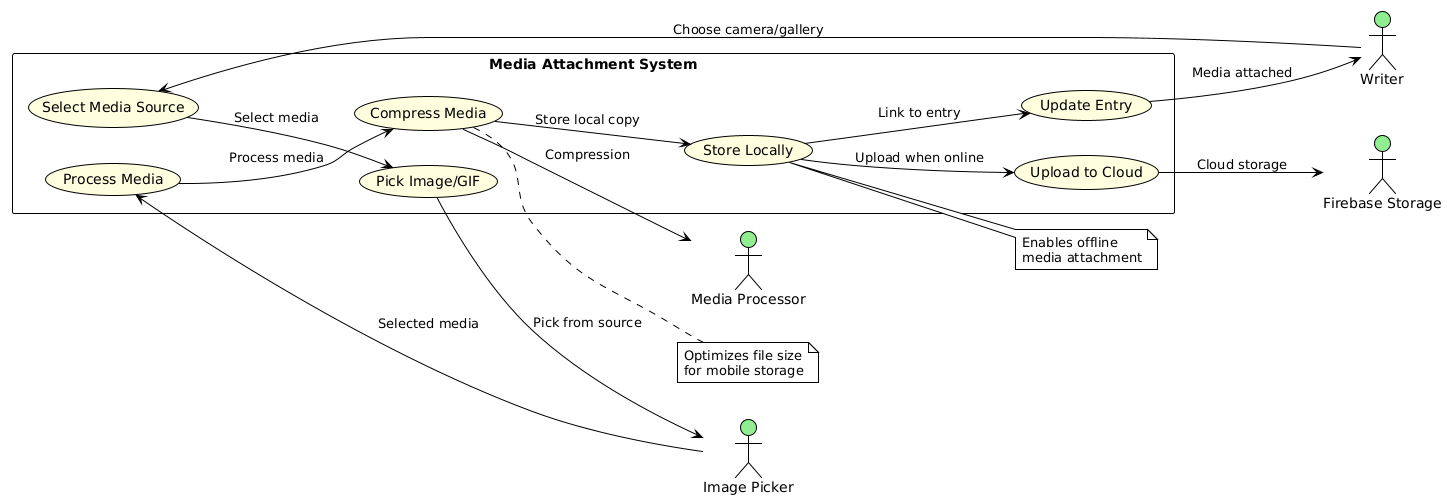 Choose camera/gallery
Writer
Media Attachment System
Media attached
Select Media Source
Select media
Compress Media
Store local copy
Link to entry
Update Entry
Process media
Process Media
Pick Image/GIF
Compression
Store Locally
Upload when online
Upload to Cloud
Cloud storage
Firebase Storage
Enables offline
media attachment
Media Processor
Selected media
Pick from source
Optimizes file size
for mobile storage
Image Picker